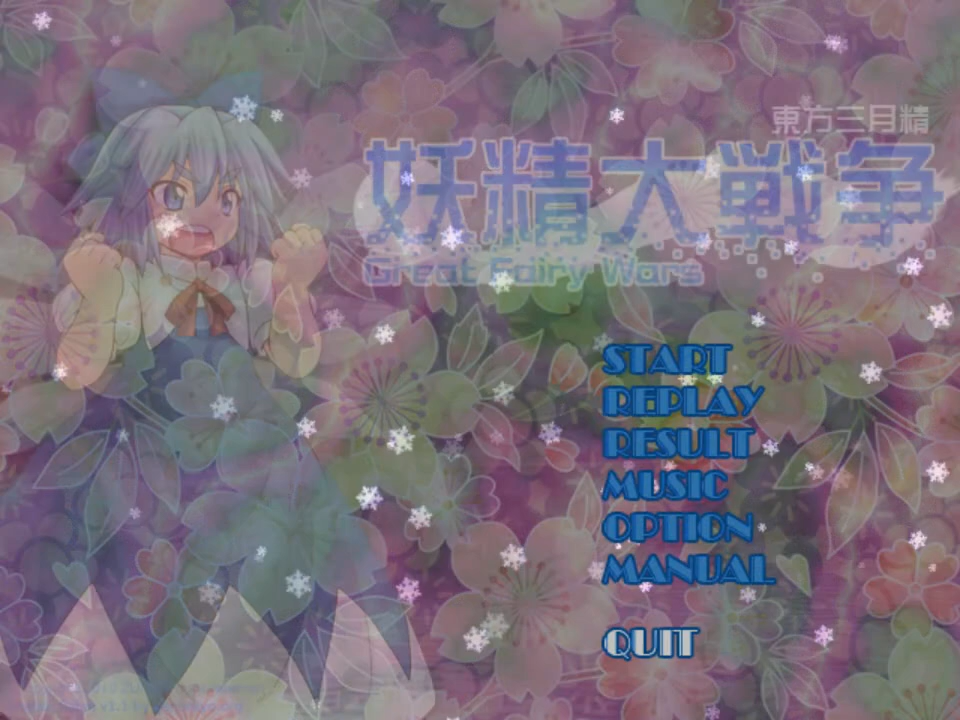 東方三月精
妖精大戦争
Great Fairy Wars
START
REPLAY
RESULT
MUSIC
OPTION
MANUAL
QUIT